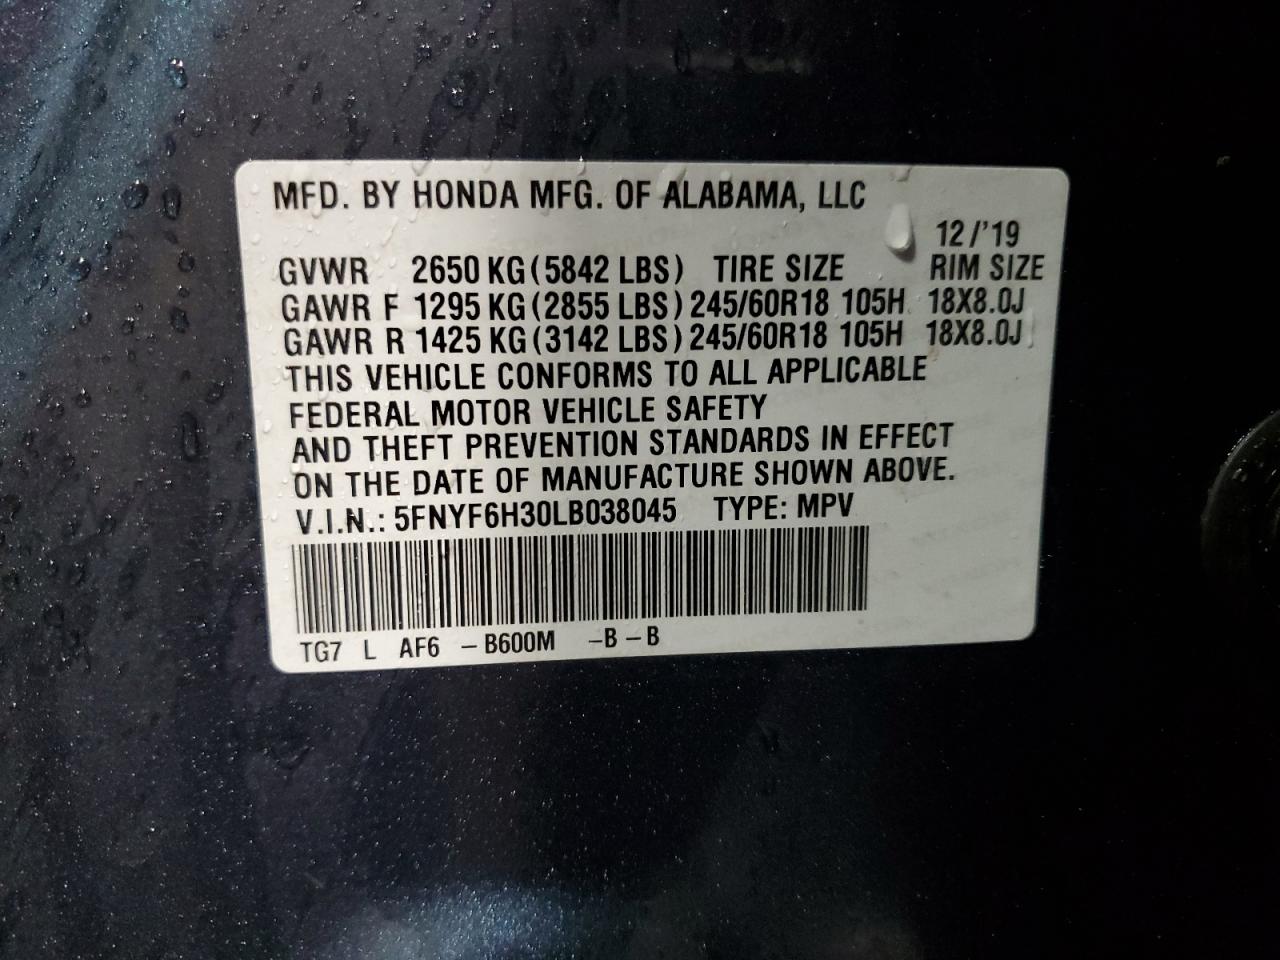 MFD. BY HONDA MFG. OF ALABAMA, LLC
12/'19
GVWR 2650 KG(5842 LBS) TIRE SIZE RIM SIZE
GAWR F 1295 KG(2855 LBS) 245/60R18 105H 18X8.0J
GAWR R 1425 KG(3142 LBS) 245/60R18 105H 18X8.0J
THIS VEHICLE CONFORMS TO ALL APPLICABLE
FEDERAL MOTOR VEHICLE SAFETY
AND THEFT PREVENTION STANDARDS IN EFFECT
ON THE DATE OF MANUFACTURE SHOWN ABOVE.
V.I.N.: 5FNYF6H30LB038045 TYPE: MPV
TG7 L AF6 –B600M –B–B